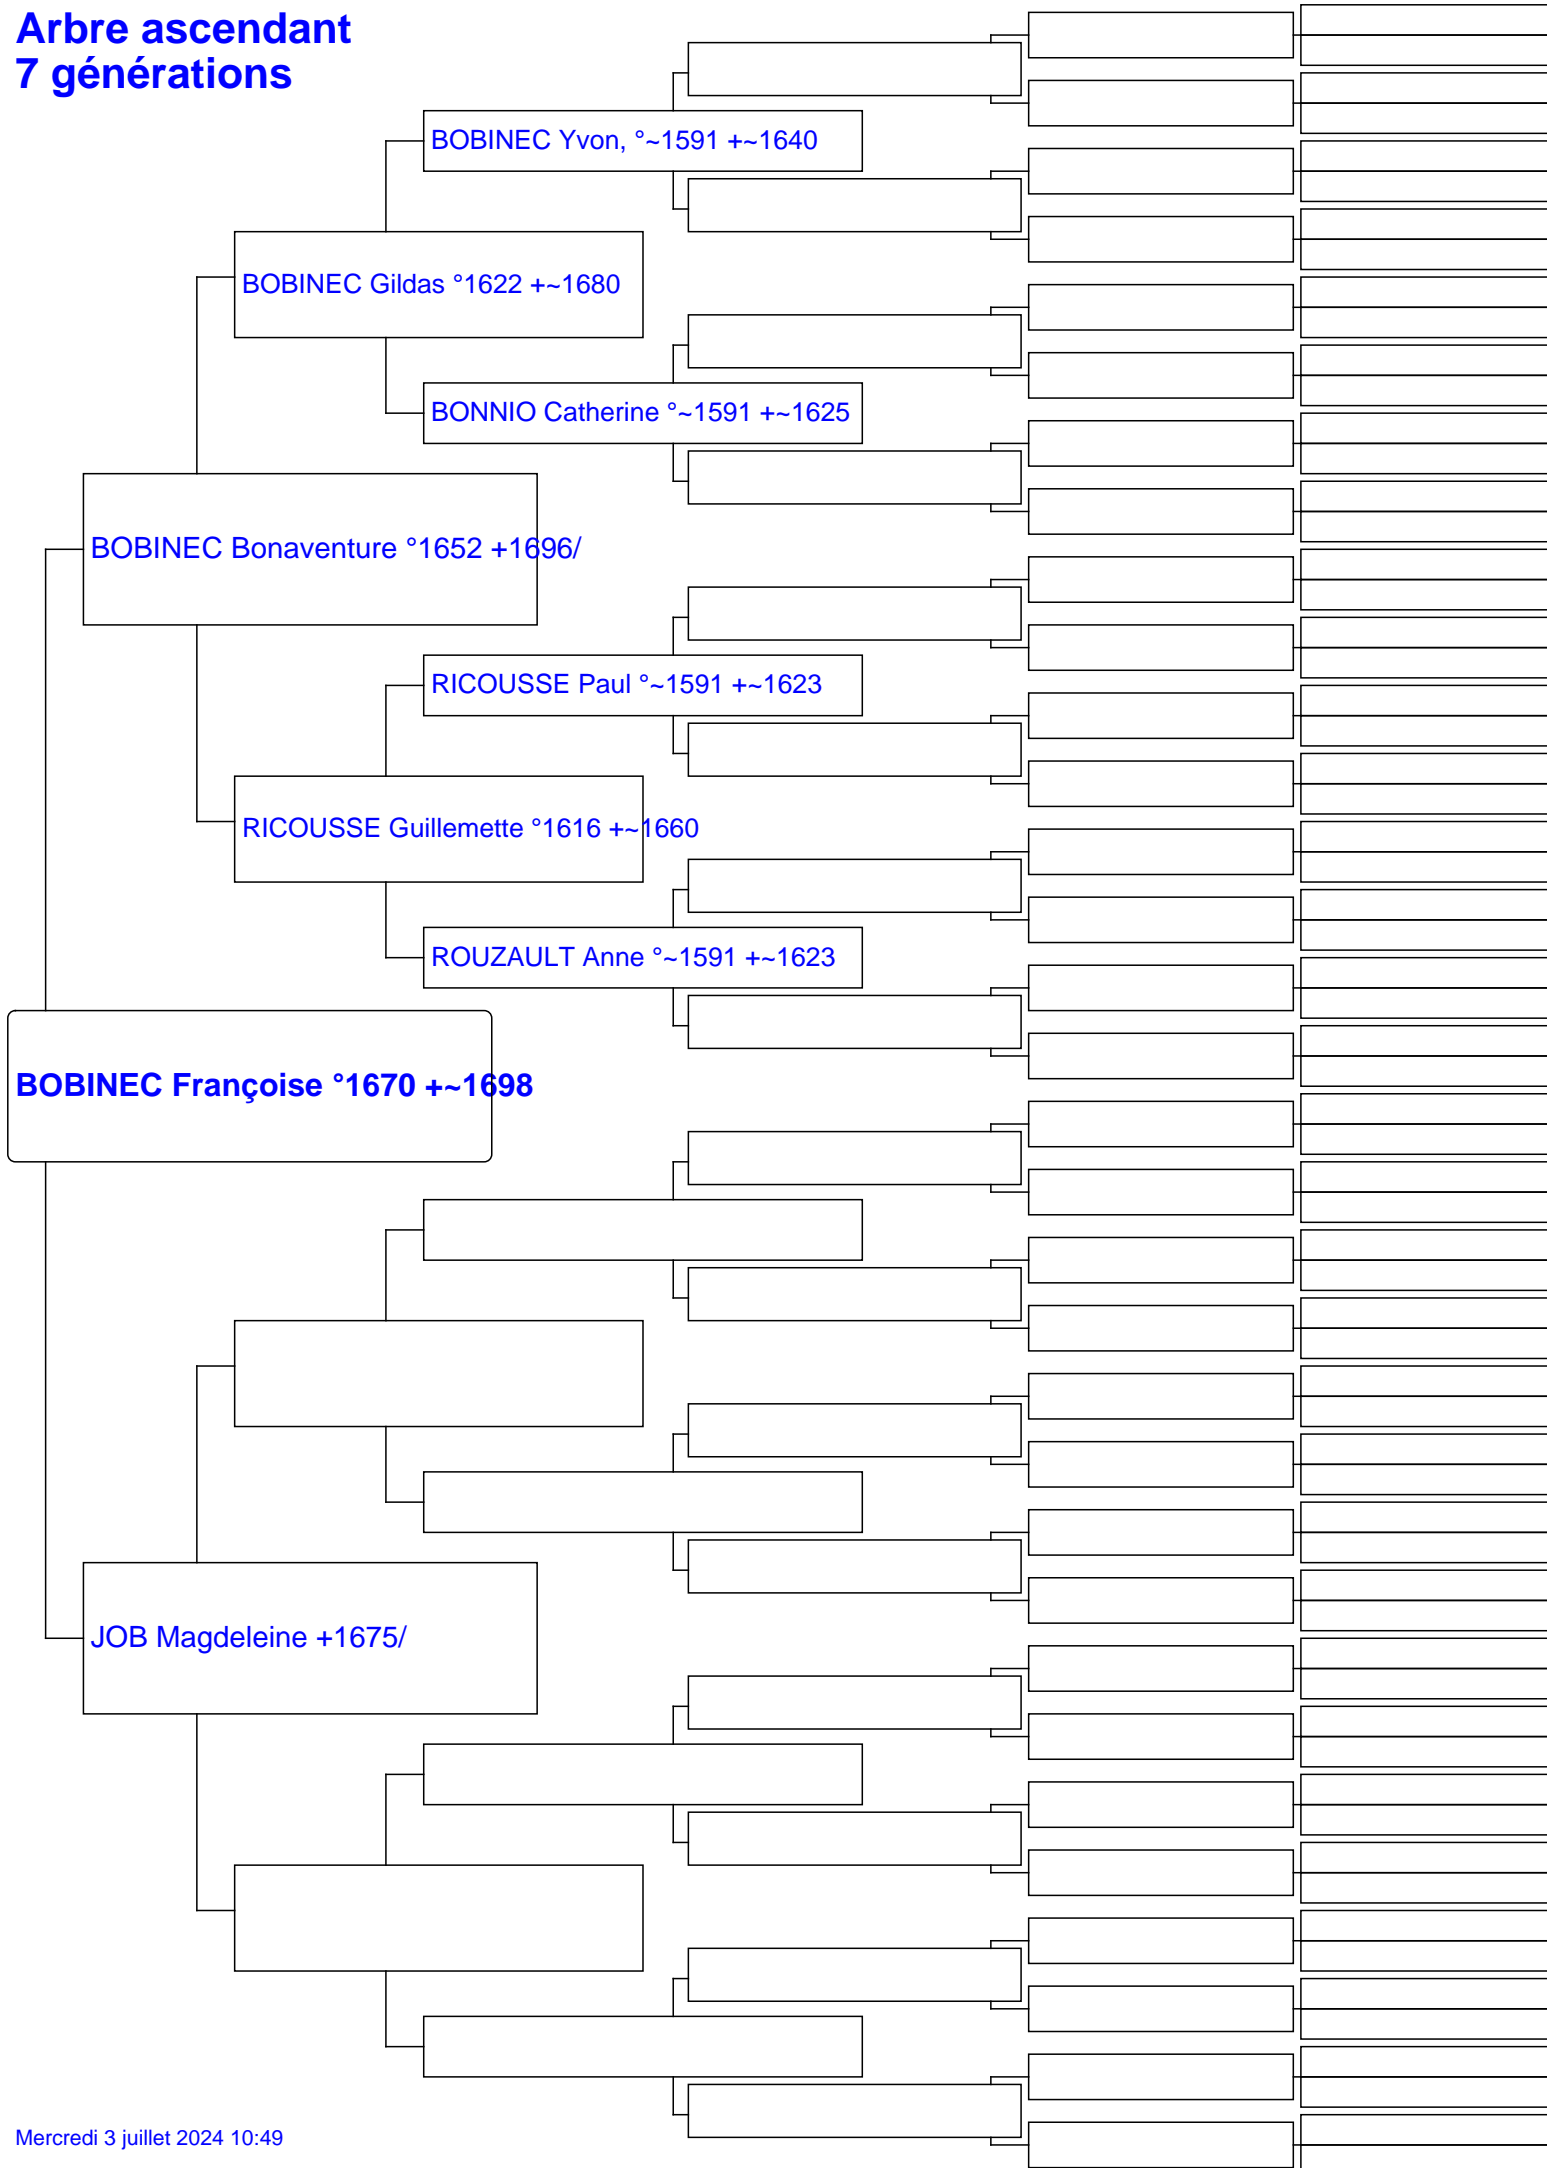 Arbre ascendant
7 générations
BOBINEC Yvon, °~1591 +~1640
BOBINEC Gildas °1622 +~1680
BONNIO Catherine °~1591 +~1625
BOBINEC Bonaventure °1652 +1696/
RICOUSSE Paul °~1591 +~1623
RICOUSSE Guillemette °1616 +~1660
ROUZAULT Anne °~1591 +~1623
BOBINEC Françoise °1670 +~1698
JOB Magdeleine +1675/
Mercredi 3 juillet 2024 10:49